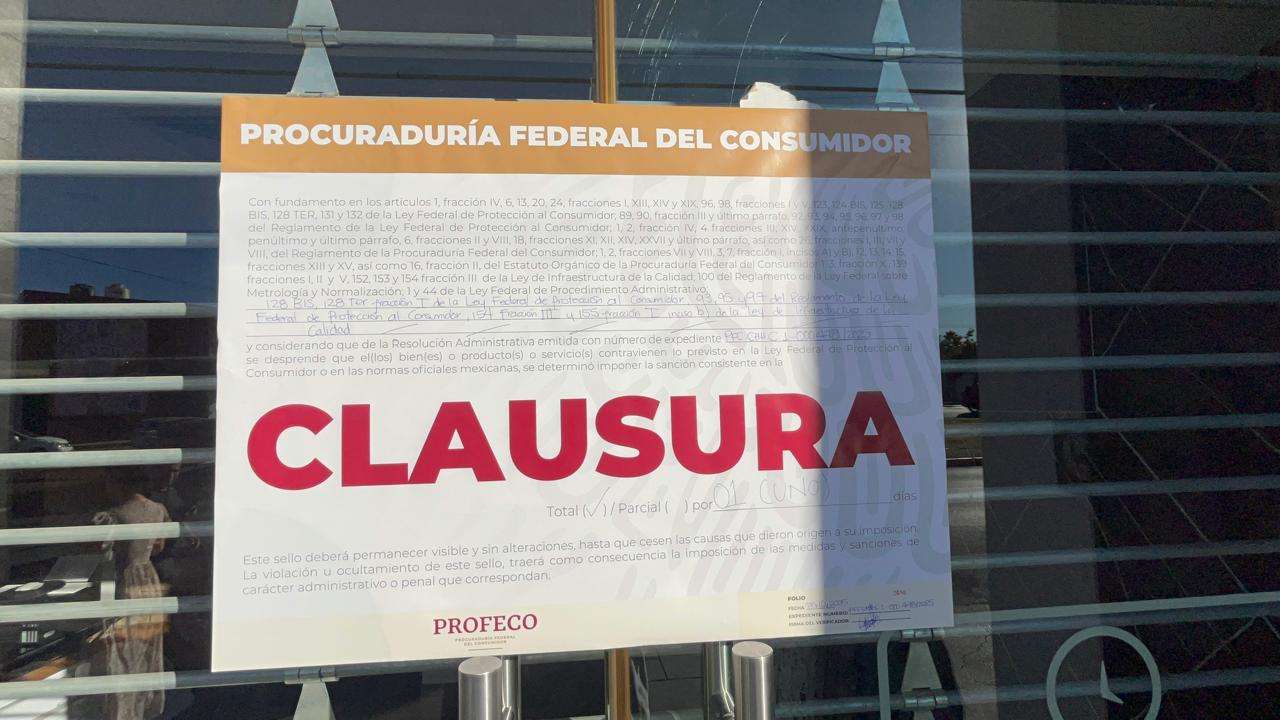 PROCURADURÍA FEDERAL DEL CONSUMIDOR
Con fundamento en los artículos 1, fracción IV, 6, 13, 20, 24, fracciones I, XIII, XIV y XIX, 96, 98, fracciones I y V, 123, 124 BIS, 125, 128
BIS, 128 TER, 131 y 132 de la Ley Federal de Protección al Consumidor; 89, 90, fracción III y último párrafo, 92, 93, 94, 95, 96, 97 y 98
del Reglamento de la Ley Federal de Protección al Consumidor; 1, 2, fracción IV, 4 fracciones III, XIV y XIX, antepenúltimo,
penúltimo y último párrafo, 6, fracciones II y VIII, 18, fracciones XI, XII, XIV, XXVII y último párrafo, así como 26, fracciones I, III, VII y
VIII, del Reglamento de la Procuraduría Federal del Consumidor; 1, 2, fracciones VII y VIII, 3, 7, fracción I, incisos A) y B), 12, 13, 14, 15,
fracciones XIII y XV, así como 16, fracción II, del Estatuto Orgánico de la Procuraduría Federal del Consumidor; 1, 3, fracción X, 139
fracciones I, II y V, 152, 153 y 154 fracción III de la Ley de Infraestructura de la Calidad; 100 del Reglamento de la Ley Federal sobre
Metrología y Normalización; 1 y 44 de la Ley Federal de Procedimiento Administrativo;
128 BIS, 128 Ter fracción I de la Ley Federal de Protección al Consumidor, 93, 95 y 97 del Reglamento de la Ley
Federal de Protección al Consumidor, 154 fracción III y 155 fracción I inciso b) de la Ley de Infraestructura de la
Calidad
y considerando que de la Resolución Administrativa emitida con número de expediente
se desprende que el(los) bien(es) o producto(s) o servicio(s) contravienen lo previsto en la Ley Federal de Protección al
Consumidor o en las normas oficiales mexicanas, se determinó imponer la sanción consistente en la
CLAUSURA
Total (✓) / Parcial ( ) por 01 (UNO) días
Este sello deberá permanecer visible y sin alteraciones, hasta que cesen las causas que dieron origen a su imposición.
La violación u ocultamiento de este sello, traerá como consecuencia la imposición de las medidas y sanciones de
carácter administrativo o penal que correspondan.
PROFECO
PROCURADURÍA FEDERAL
DEL CONSUMIDOR
FOLIO
FECHA
EXPEDIENTE NÚMERO:
FIRMA DEL VERIFICADOR: